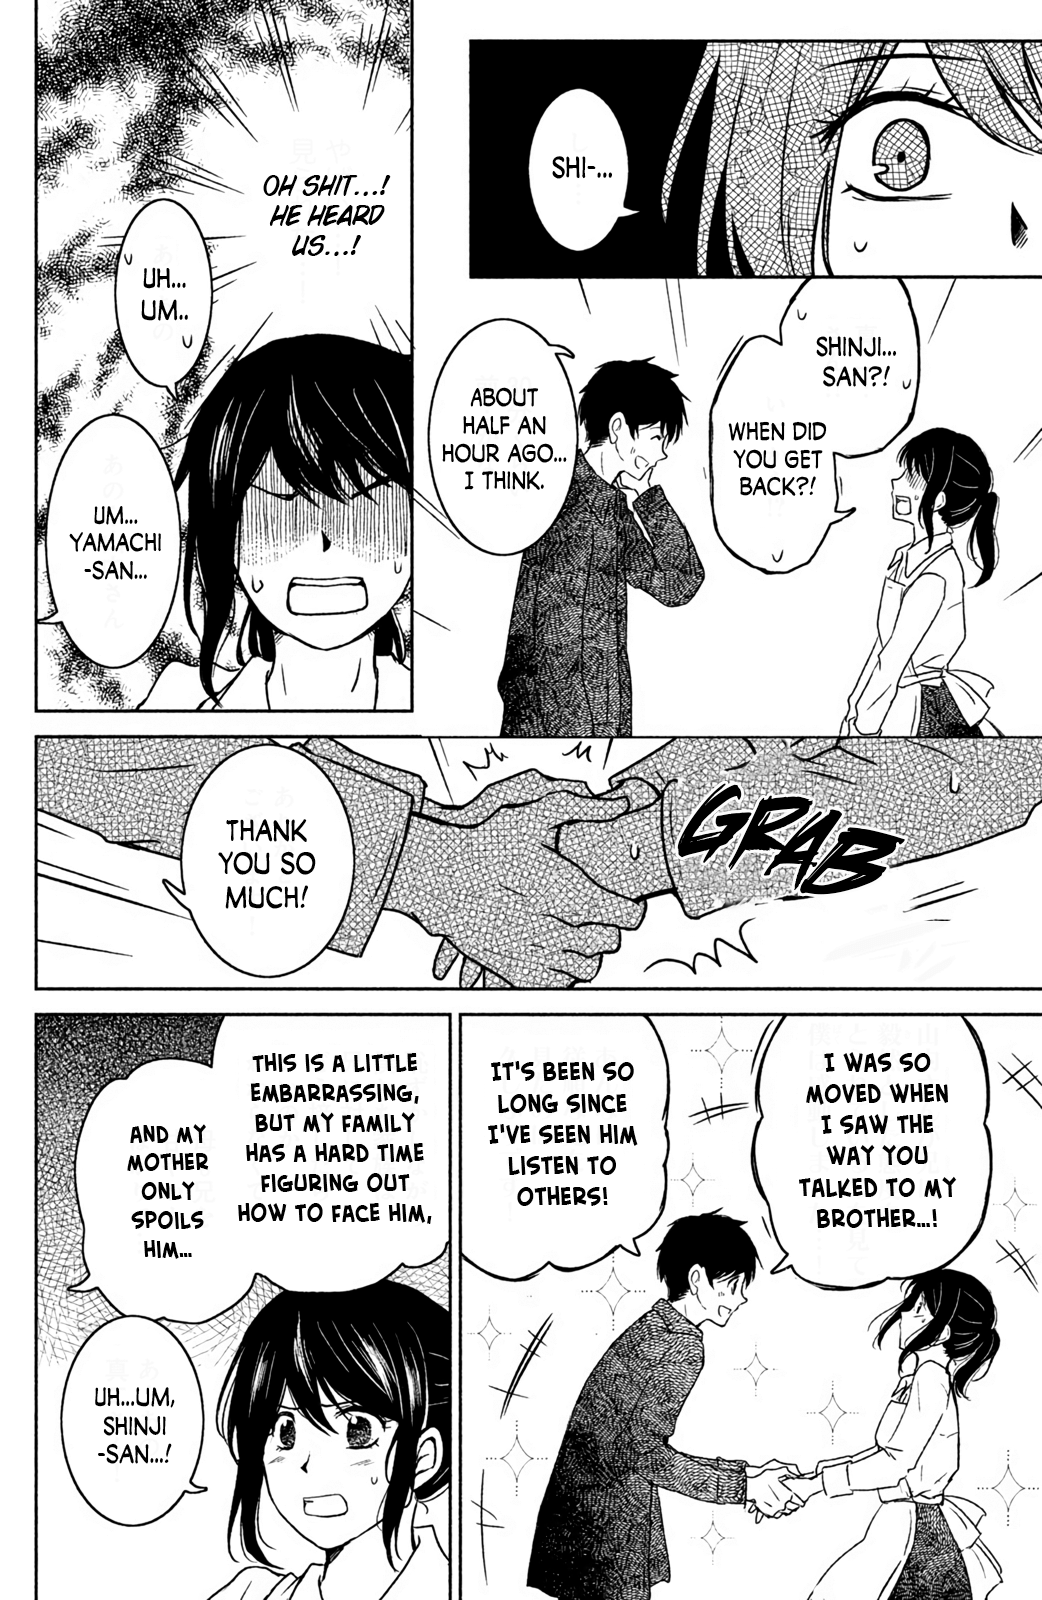 SHI-...
SHINJI...
SAN?!
WHEN DID
YOU GET
BACK?!
ABOUT
HALF AN
HOUR AGO...
I THINK.
OH SHIT...!
HE HEARD
US...!
UH...
UM..
UM...
YAMACHI
-SAN...
GRAB
THANK
YOU SO
MUCH!
I WAS SO
MOVED WHEN
I SAW THE
WAY YOU
TALKED TO MY
BROTHER...!
IT'S BEEN SO
LONG SINCE
I'VE SEEN HIM
LISTEN TO
OTHERS!
THIS IS A LITTLE
EMBARRASSING,
BUT MY FAMILY
HAS A HARD TIME
FIGURING OUT
HOW TO FACE HIM,
AND MY
MOTHER
ONLY
SPOILS
HIM...
UH...UM,
SHINJI
-SAN...!